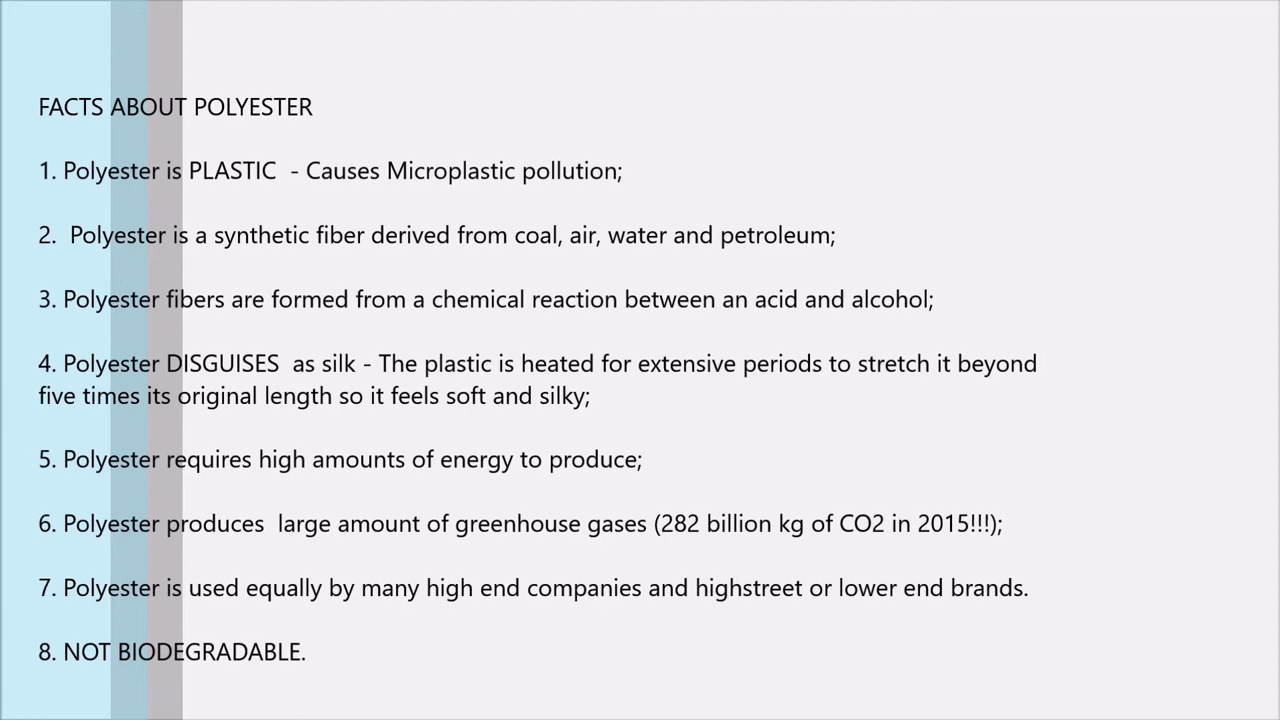 FACTS ABOUT POLYESTER
1. Polyester is PLASTIC  - Causes Microplastic pollution;
2.  Polyester is a synthetic fiber derived from coal, air, water and petroleum;
3. Polyester fibers are formed from a chemical reaction between an acid and alcohol;
4. Polyester DISGUISES  as silk - The plastic is heated for extensive periods to stretch it beyond
five times its original length so it feels soft and silky;
5. Polyester requires high amounts of energy to produce;
6. Polyester produces  large amount of greenhouse gases (282 billion kg of CO2 in 2015!!!);
7. Polyester is used equally by many high end companies and highstreet or lower end brands.
8. NOT BIODEGRADABLE.